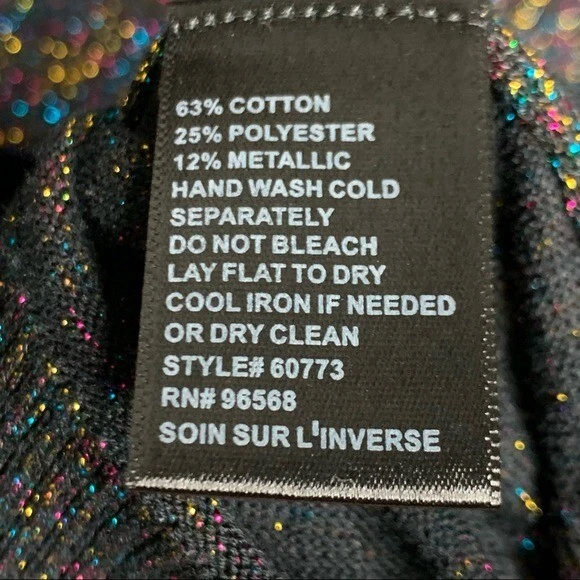 63% COTTON
25% POLYESTER
12% METALLIC
HAND WASH COLD
SEPARATELY
DO NOT BLEACH
LAY FLAT TO DRY
COOL IRON IF NEEDED
OR DRY CLEAN
STYLE# 60773
RN# 96568
SOIN SUR L'INVERSE